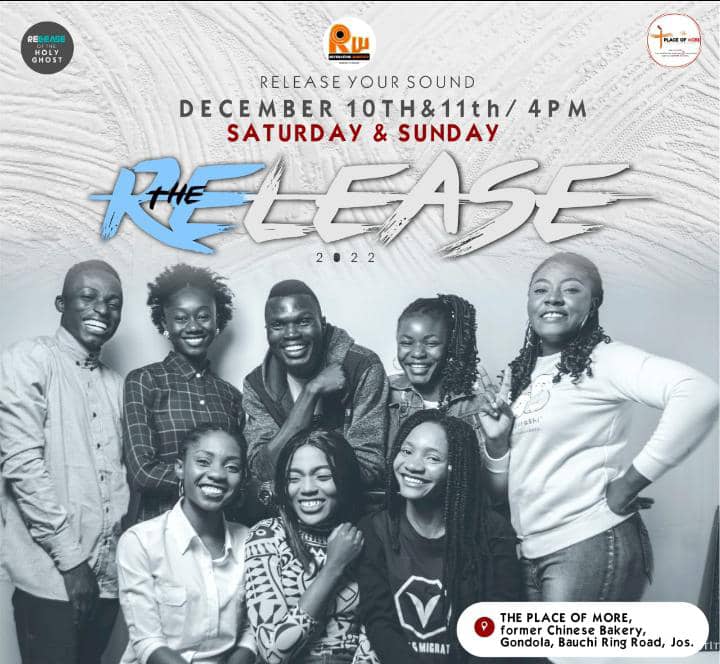 RELEASE
OF THE
HOLY
GHOST
RW
PLACE OF MORE
RELEASE YOUR SOUND
DECEMBER 10TH&11th/ 4PM
SATURDAY & SUNDAY
THE
RELEASE
2022
THE PLACE OF MORE,
former Chinese Bakery,
Gondola, Bauchi Ring Road, Jos.